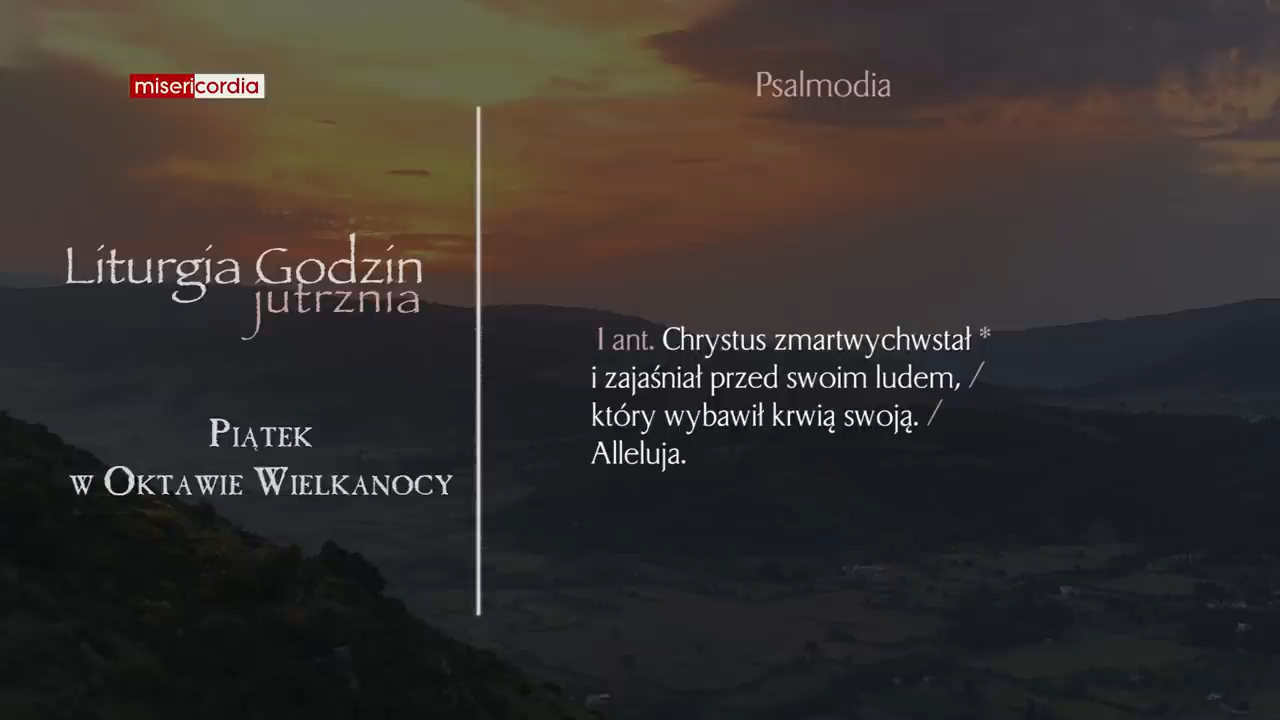 misericordia
Psalmodia
Liturgia Godzin
jutrznia
Piątek
w Oktawie Wielkanocy
1 ant. Chrystus zmartwychwstał *
i zajaśniał przed swoim ludem, /
który wybawił krwią swoją. /
Alleluja.